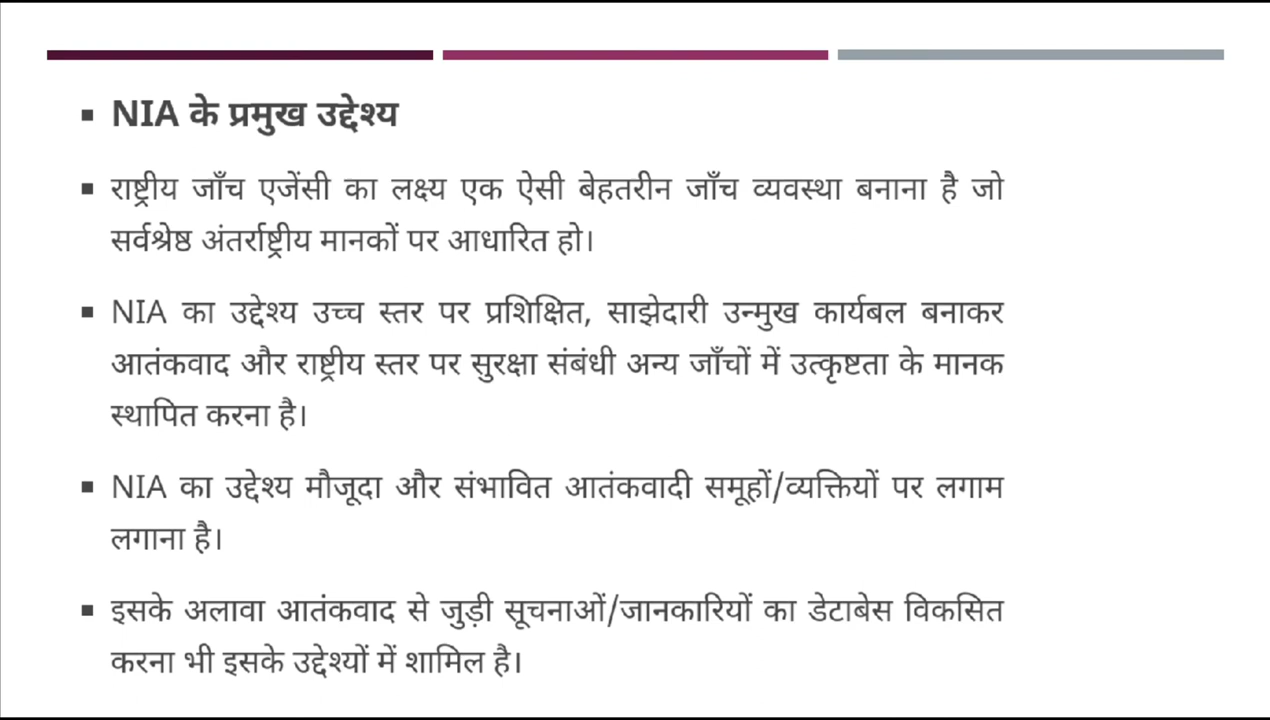 NIA के प्रमुख उद्देश्य
राष्ट्रीय जाँच एजेंसी का लक्ष्य एक ऐसी बेहतरीन जाँच व्यवस्था बनाना है जो
सर्वश्रेष्ठ अंतर्राष्ट्रीय मानकों पर आधारित हो।
NIA का उद्देश्य उच्च स्तर पर प्रशिक्षित, साझेदारी उन्मुख कार्यबल बनाकर
आतंकवाद और राष्ट्रीय स्तर पर सुरक्षा संबंधी अन्य जाँचों में उत्कृष्टता के मानक
स्थापित करना है।
NIA का उद्देश्य मौजूदा और संभावित आतंकवादी समूहों/व्यक्तियों पर लगाम
लगाना है।
इसके अलावा आतंकवाद से जुड़ी सूचनाओं/जानकारियों का डेटाबेस विकसित
करना भी इसके उद्देश्यों में शामिल है।